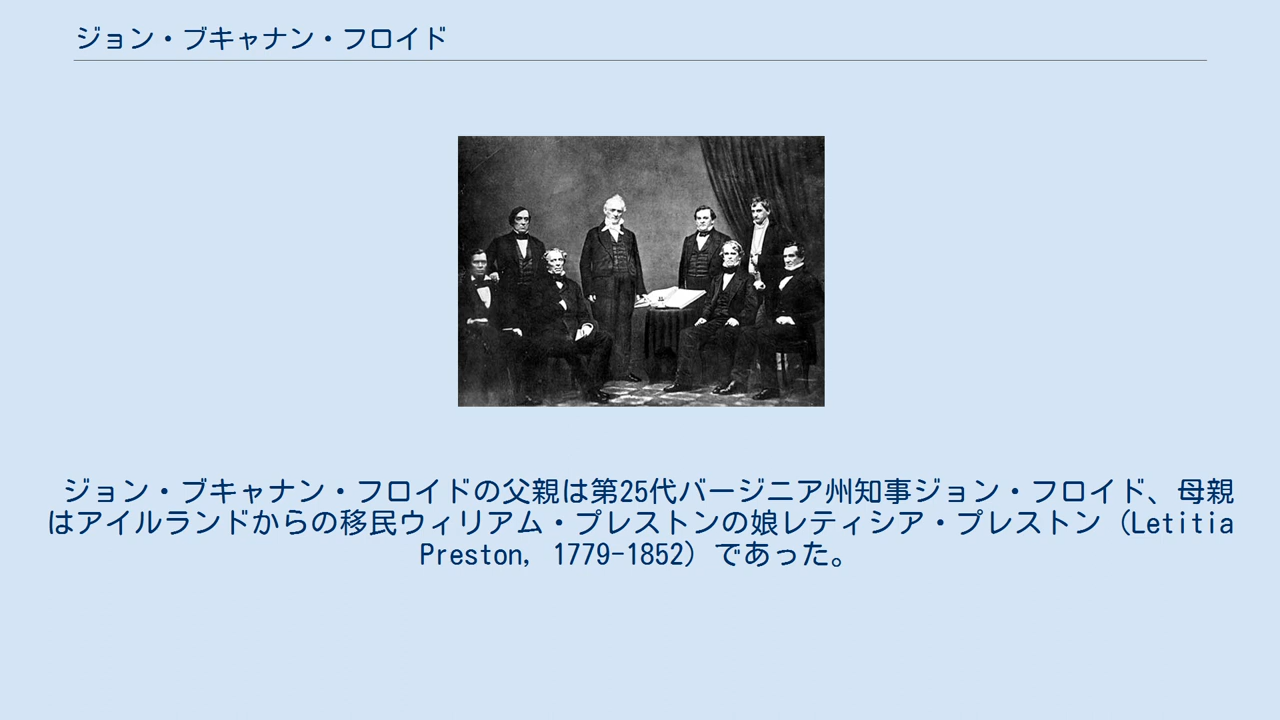 ジョン・ブキャナン・フロイド
ジョン・ブキャナン・フロイドの父親は第25代バージニア州知事ジョン・フロイド、母親
はアイルランドからの移民ウィリアム・プレストンの娘レティシア・プレストン（Letitia
Preston, 1779-1852）であった。